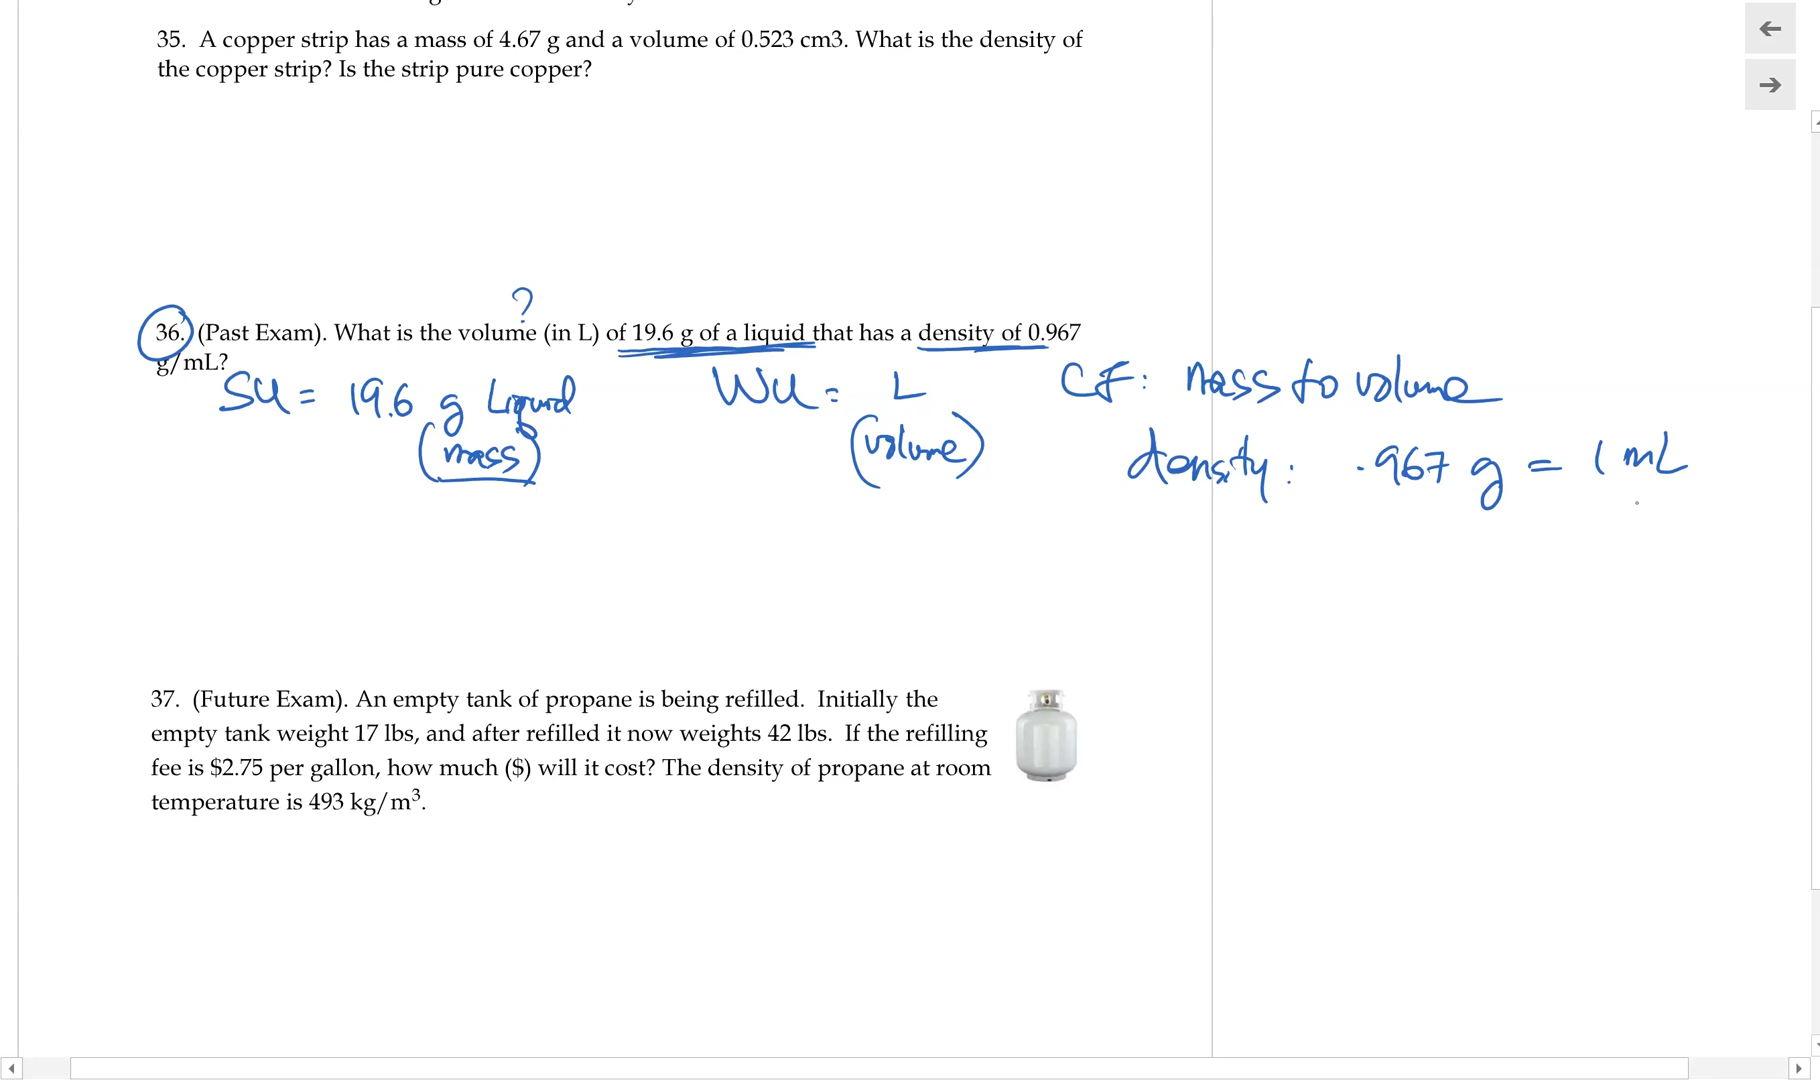 35. A copper strip has a mass of 4.67 g and a volume of 0.523 cm3. What is the density of
the copper strip? Is the strip pure copper?
?
36. (Past Exam). What is the volume (in L) of 19.6 g of a liquid that has a density of 0.967
g/mL?
SU = 19.6 g Liquid
WU = L
CF: mass to volume
(mass)
(volume)
density: .967 g = 1 mL
37. (Future Exam). An empty tank of propane is being refilled. Initially the
empty tank weight 17 lbs, and after refilled it now weights 42 lbs. If the refilling
fee is $2.75 per gallon, how much ($) will it cost? The density of propane at room
temperature is 493 kg/m³.